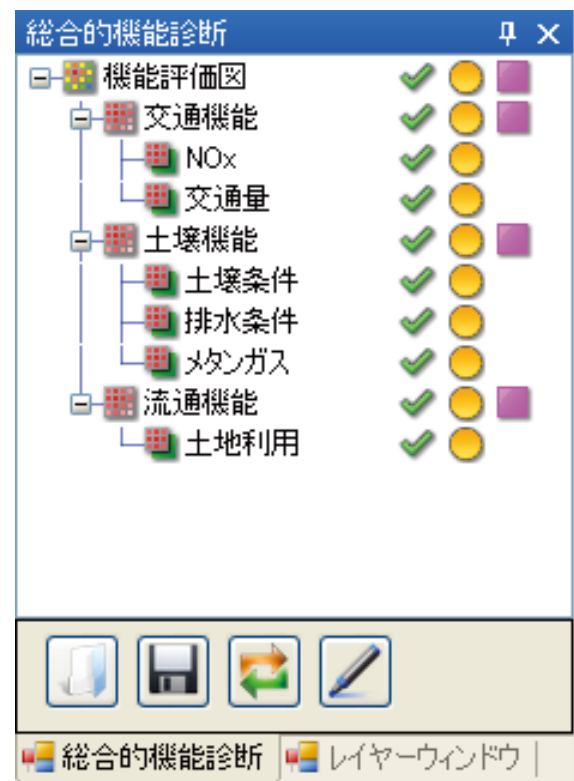 総合的機能診断
機能評価図
交通機能
NOx
交通量
土壌機能
土壌条件
排水条件
メタンガス
流通機能
土地利用
総合的機能診断
レイヤーウィンドウ